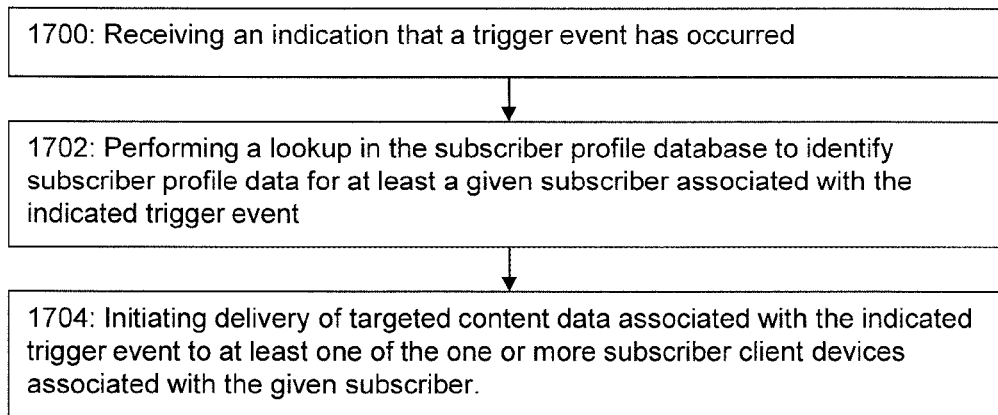 1700: Receiving an indication that a trigger event has occurred
1702: Performing a lookup in the subscriber profile database to identify
subscriber profile data for at least a given subscriber associated with the
indicated trigger event
1704: Initiating delivery of targeted content data associated with the indicated
trigger event to at least one of the one or more subscriber client devices
associated with the given subscriber.